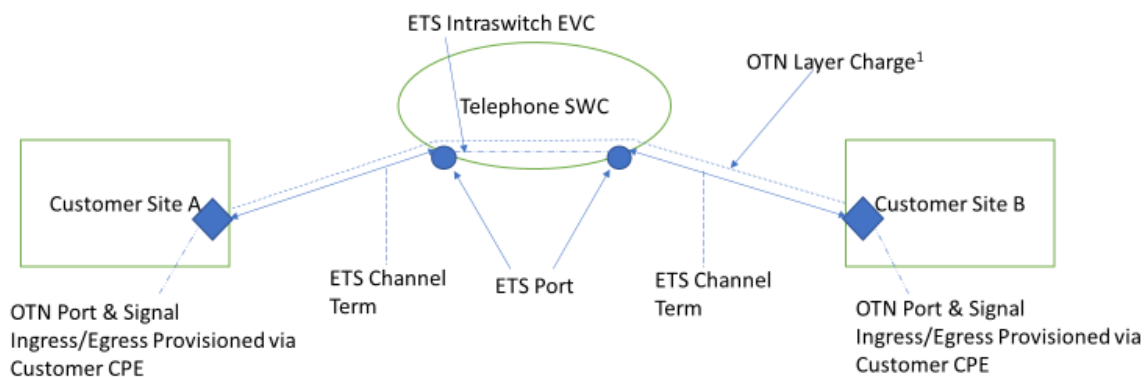 ETS Intraswitch EVC
OTN Layer Charge¹
Telephone SWC
Customer Site A
Customer Site B
ETS Channel
Term
ETS Port
ETS Channel
Term
OTN Port & Signal
Ingress/Egress Provisioned via
Customer CPE
OTN Port & Signal
Ingress/Egress Provisioned via
Customer CPE